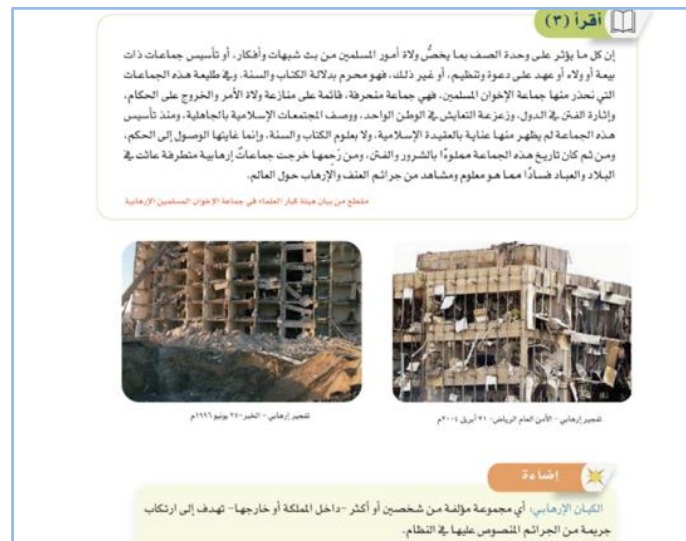 أقرأ (٣)
إن كل ما يؤثر على وحدة الصف بما يخصُّ ولاة أمور المسلمين من بث شبهات وأفكار، أو تأسيس جماعات ذات
بيعة أو ولاء أو عهد على دعوة وتنظيم، أو غير ذلك، فهو محرم بدلالة الكتاب والسنة. وفي طليعة هذه الجماعات
التي نحذر منها جماعة الإخوان المسلمين، فهي جماعة منحرفة، قائمة على منازعة ولاة الأمر والخروج على الحكام،
وإثارة الفتن في الدول، وزعزعة التعايش في الوطن الواحد، ووصف المجتمعات الإسلامية بالجاهلية، ومنذ تأسيس
هذه الجماعة لم يظهر منها عناية بالعقيدة الإسلامية، ولا بعلوم الكتاب والسنة، وإنما غايتها الوصول إلى الحكم،
ومن ثم كان تاريخ هذه الجماعة مملوءًا بالشرور والفتن، ومن رَحِمها خرجت جماعاتٌ إرهابية متطرفة عاثت في
البلاد والعباد فسادًا مما هو معلوم ومشاهد من جرائم العنف والإرهاب حول العالم.
مقتطع من بيان هيئة كبار العلماء في جماعة الإخوان المسلمين الإرهابية
تفجير إرهابي - الأمن العام الرياض- ٢١ أبريل ٢٠٠٤م
تفجير إرهابي - الخبر -٢٥ يونيو ١٩٩٦م
إضاءة
الكيان الإرهابي: أي مجموعة مؤلفة من شخصين أو أكثر -داخل المملكة أو خارجها- تهدف إلى ارتكاب
جريمة من الجرائم المنصوص عليها في النظام.